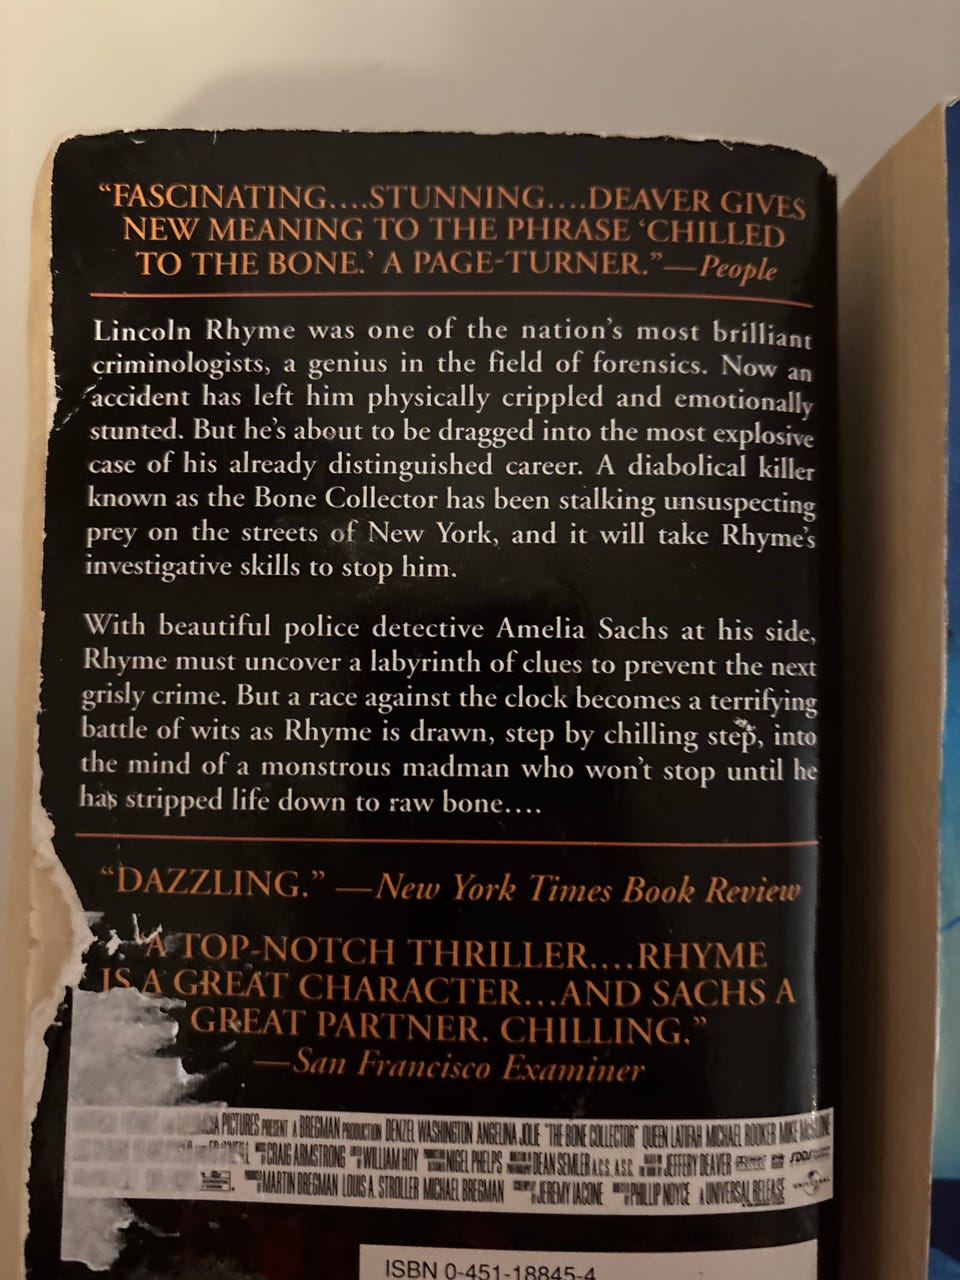 “FASCINATING....STUNNING....DEAVER GIVES
NEW MEANING TO THE PHRASE ‘CHILLED
TO THE BONE.’ A PAGE-TURNER.”—People
Lincoln Rhyme was one of the nation’s most brilliant
criminologists, a genius in the field of forensics. Now an
accident has left him physically crippled and emotionally
stunted. But he’s about to be dragged into the most explosive
case of his already distinguished career. A diabolical killer
known as the Bone Collector has been stalking unsuspecting
prey on the streets of New York, and it will take Rhyme’s
investigative skills to stop him.
With beautiful police detective Amelia Sachs at his side,
Rhyme must uncover a labyrinth of clues to prevent the next
grisly crime. But a race against the clock becomes a terrifying
battle of wits as Rhyme is drawn, step by chilling step, into
the mind of a monstrous madman who won’t stop until he
has stripped life down to raw bone....
“DAZZLING.” —New York Times Book Review
“A TOP-NOTCH THRILLER....RHYME
IS A GREAT CHARACTER...AND SACHS A
GREAT PARTNER. CHILLING.”
—San Francisco Examiner
PICTURES PRESENT A BREGMAN PRODUCTION DENZEL WASHINGTON ANGELINA JOLIE “THE BONE COLLECTOR” QUEEN LATIFAH MICHAEL ROOKER MIKE McGLONE
CRAIG ARMSTRONG WILLIAM HOY NIGEL PHELPS DEAN SEMLER A.C.S. A.S.C. JEFFERY DEAVER SDDS
MARTIN BREGMAN LOUIS A. STROLLER MICHAEL BREGMAN JEREMY IACONE PHILLIP NOYCE A UNIVERSAL RELEASE UNIVERSAL
ISBN 0-451-18845-4